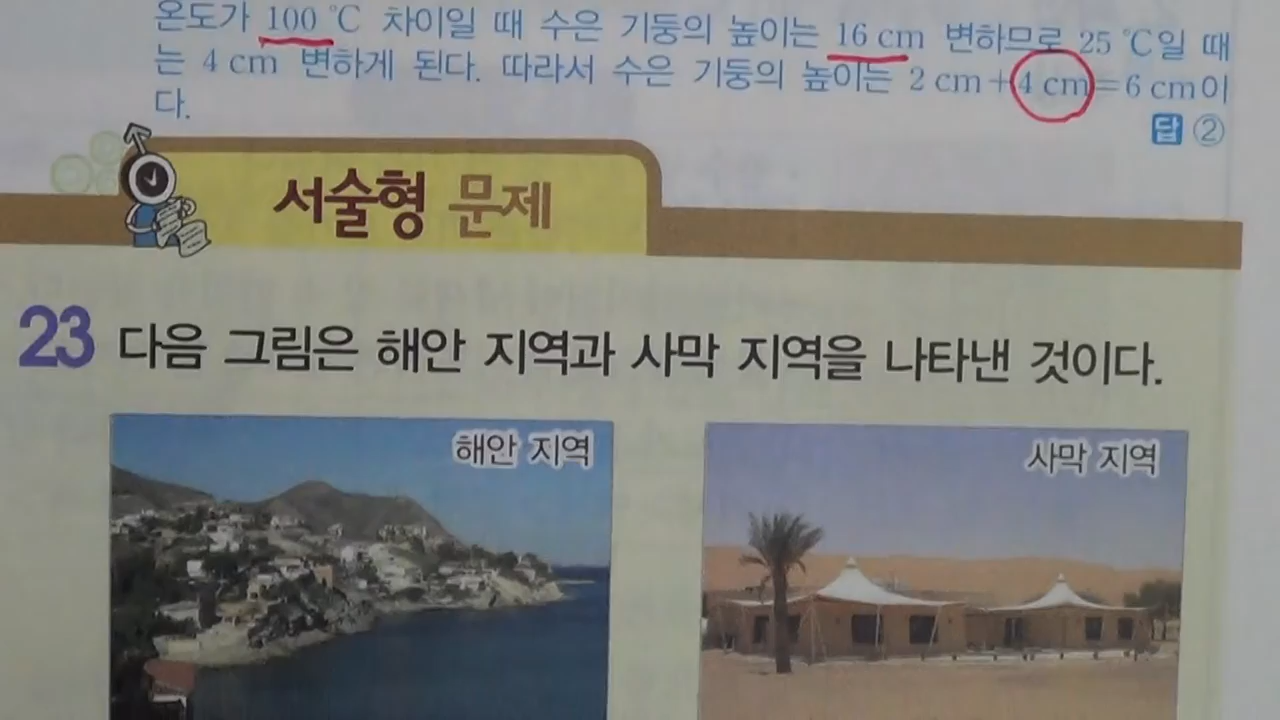 온도가 100 ℃ 차이일 때 수은 기둥의 높이는 16 cm 변하므로 25 ℃일 때
는 4 cm 변하게 된다. 따라서 수은 기둥의 높이는 2 cm+4 cm=6 cm이
다.
답 ②
서술형 문제
23 다음 그림은 해안 지역과 사막 지역을 나타낸 것이다.
해안 지역
사막 지역